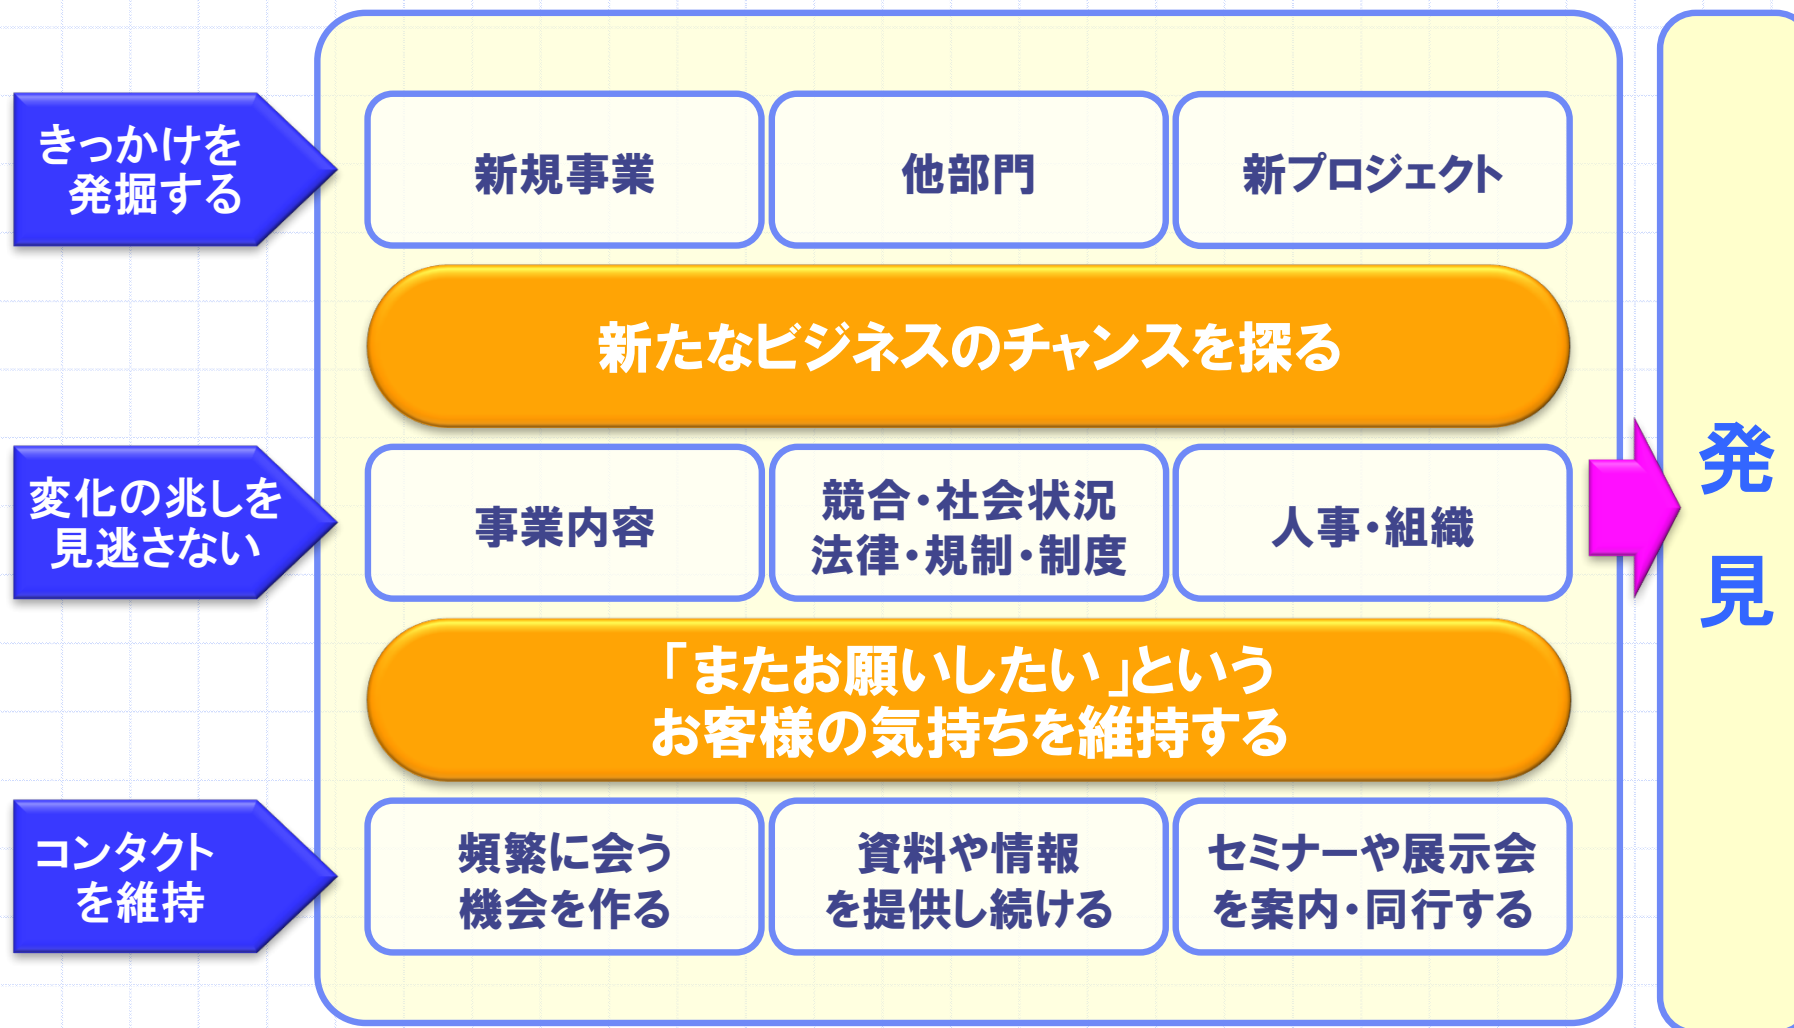 きっかけを
発掘する
新規事業
他部門
新プロジェクト
新たなビジネスのチャンスを探る
変化の兆しを
見逃さない
事業内容
競合・社会状況
法律・規制・制度
人事・組織
「またお願いしたい」という
お客様の気持ちを維持する
コンタクト
を維持
頻繁に会う
機会を作る
資料や情報
を提供し続ける
セミナーや展示会
を案内・同行する
発
見